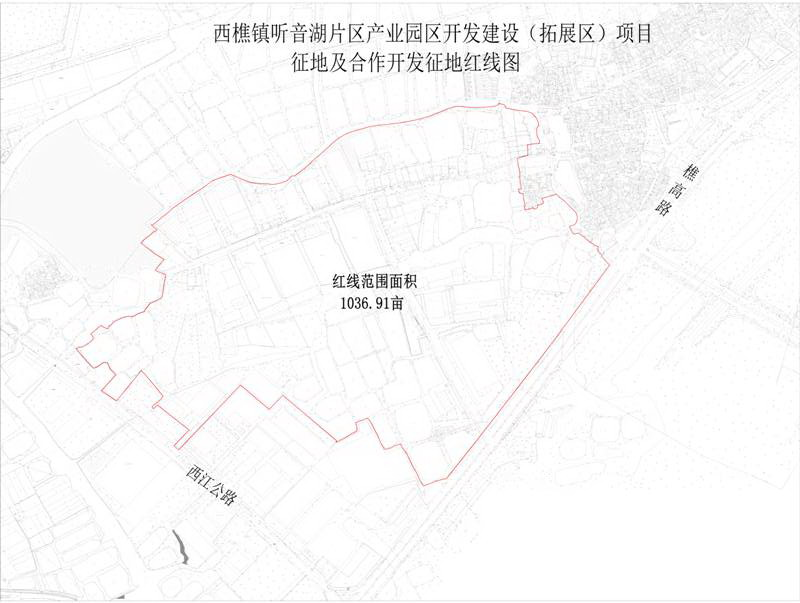 西樵镇听音湖片区产业园区开发建设（拓展区）项目
征地及合作开发征地红线图
樵高路
红线范围面积
1036.91亩
西江公路